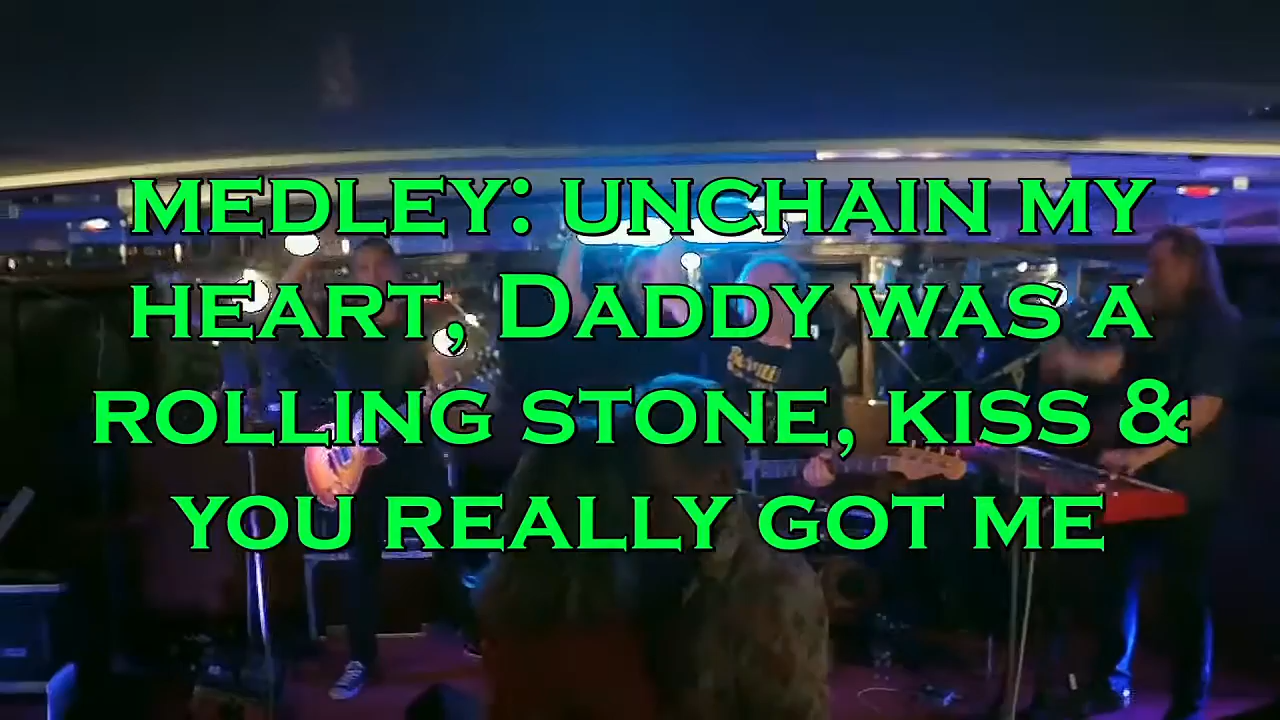 MEDLEY: UNCHAIN MY
HEART, DADDY WAS A
ROLLING STONE, KISS &
YOU REALLY GOT ME